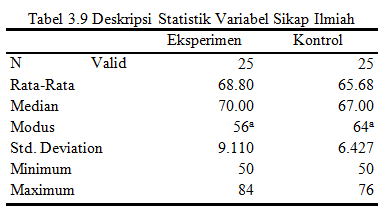 Tabel 3.9 Deskripsi Statistik Variabel Sikap Ilmiah
Eksperimen Kontrol
N Valid 25 25
Rata-Rata 68.80 65.68
Median 70.00 67.00
Modus 56ª 64ª
Std. Deviation 9.110 6.427
Minimum 50 50
Maximum 84 76